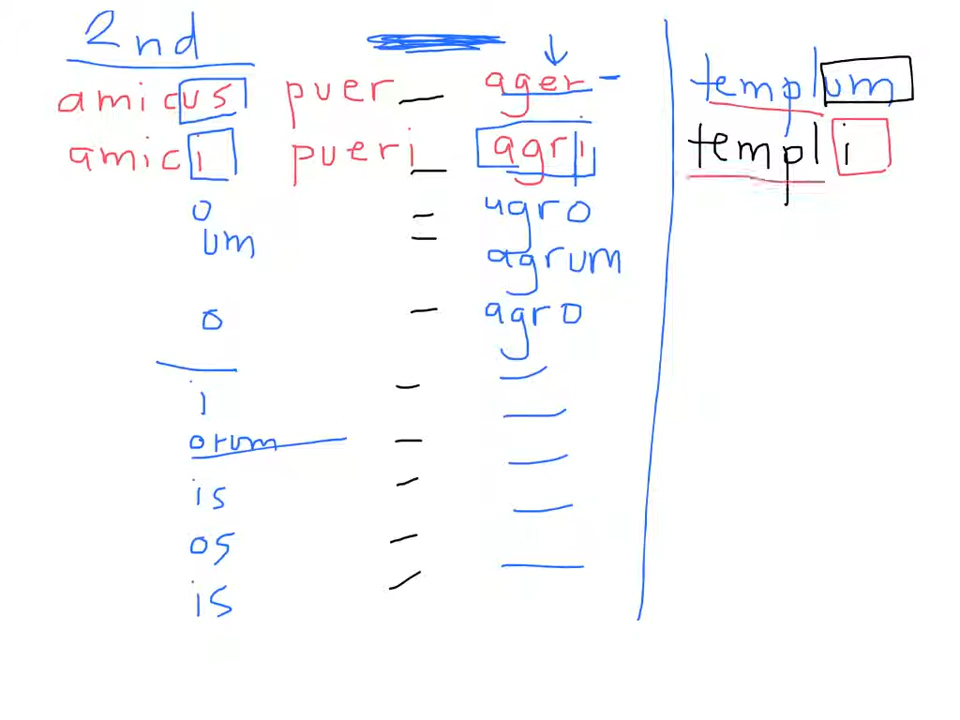 2nd
amicus puer ager templum
amici pueri agri templi
o agro
um agrum
o agro
i
orum
is
os
is